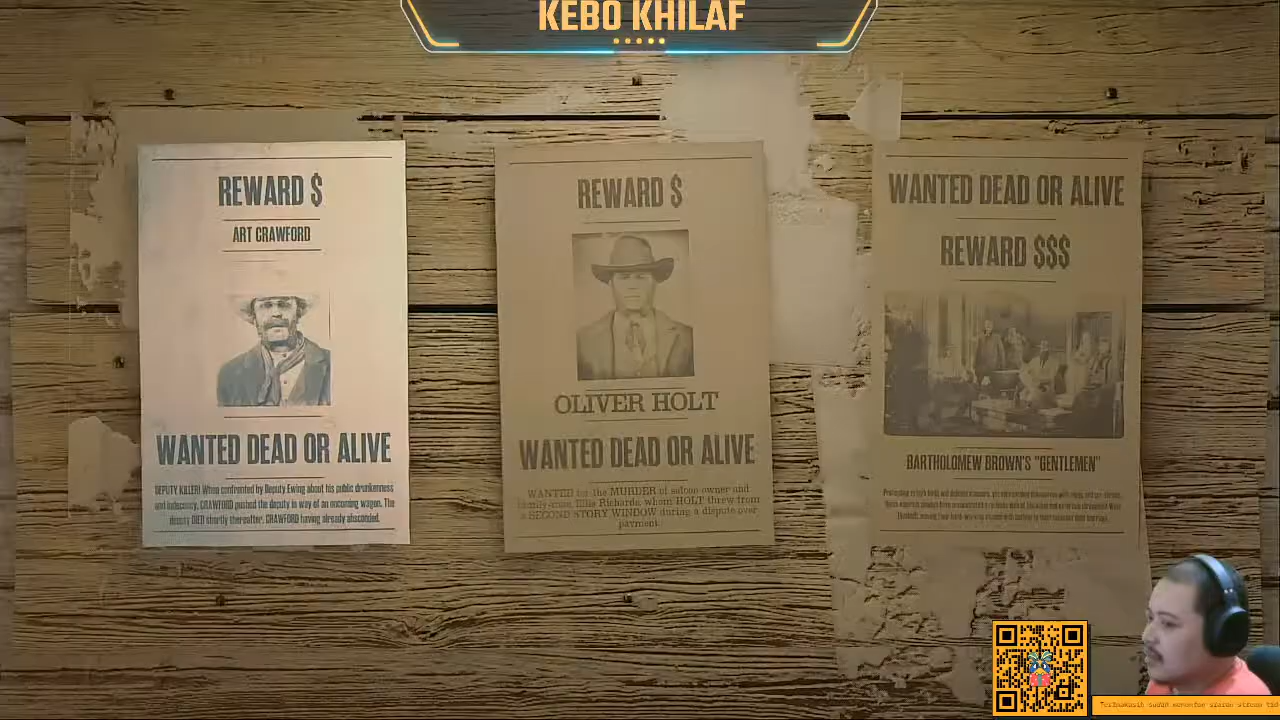 KEBO KHILAF
REWARD $
ART CRAWFORD
WANTED DEAD OR ALIVE
DEPUTY KILLER! When confronted by Deputy Ewing about his public drunkenness
and indecency, CRAWFORD pushed the deputy in way of an oncoming wagon. The
deputy DIED shortly thereafter. CRAWFORD having already absconded.
REWARD $
OLIVER HOLT
WANTED DEAD OR ALIVE
WANTED for the MURDER of saloon owner and
family-man, Ellis Richards when HOLT threw from
a SECOND STORY WINDOW during a dispute over
payment.
WANTED DEAD OR ALIVE
REWARD $$$
BARTHOLOMEW BROWN'S "GENTLEMEN"